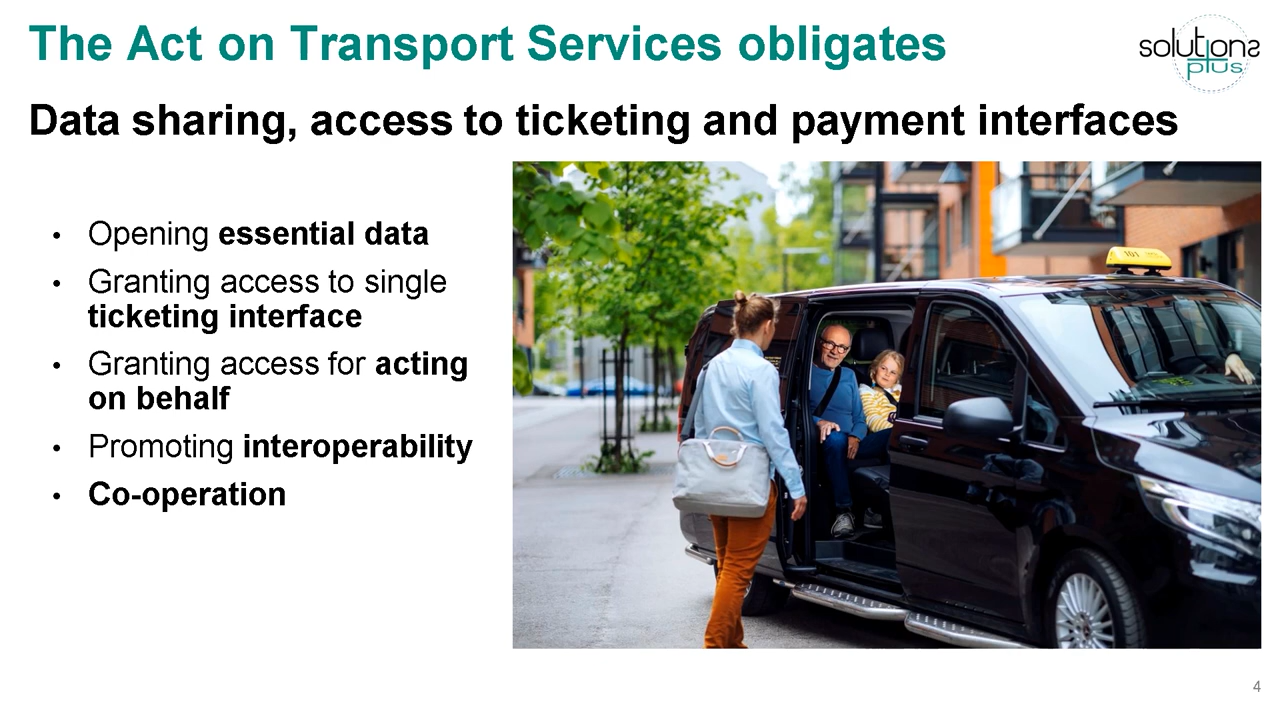 The Act on Transport Services obligates
solutions
plus
Data sharing, access to ticketing and payment interfaces
• Opening essential data
• Granting access to single
ticketing interface
• Granting access for acting
on behalf
• Promoting interoperability
• Co-operation
101
4